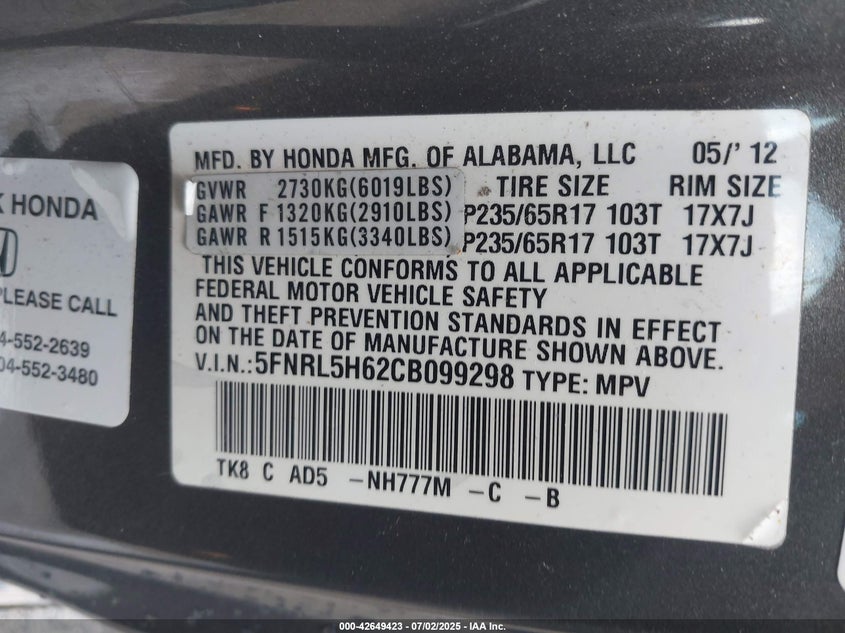 MFD. BY HONDA MFG. OF ALABAMA, LLC 05/' 12
GVWR 2730KG(6019LBS) TIRE SIZE RIM SIZE
GAWR F 1320KG(2910LBS) P235/65R17 103T 17X7J
GAWR R 1515KG(3340LBS) P235/65R17 103T 17X7J
THIS VEHICLE CONFORMS TO ALL APPLICABLE
FEDERAL MOTOR VEHICLE SAFETY
AND THEFT PREVENTION STANDARDS IN EFFECT
ON THE DATE OF MANUFACTURE SHOWN ABOVE.
V.I.N.: 5FNRL5H62CB099298 TYPE: MPV
TK8 C AD5 -NH777M -C -B
K HONDA
PLEASE CALL
4-552-2639
04-552-3480
000-42649423 / 07/02/2025 - IAA Inc.